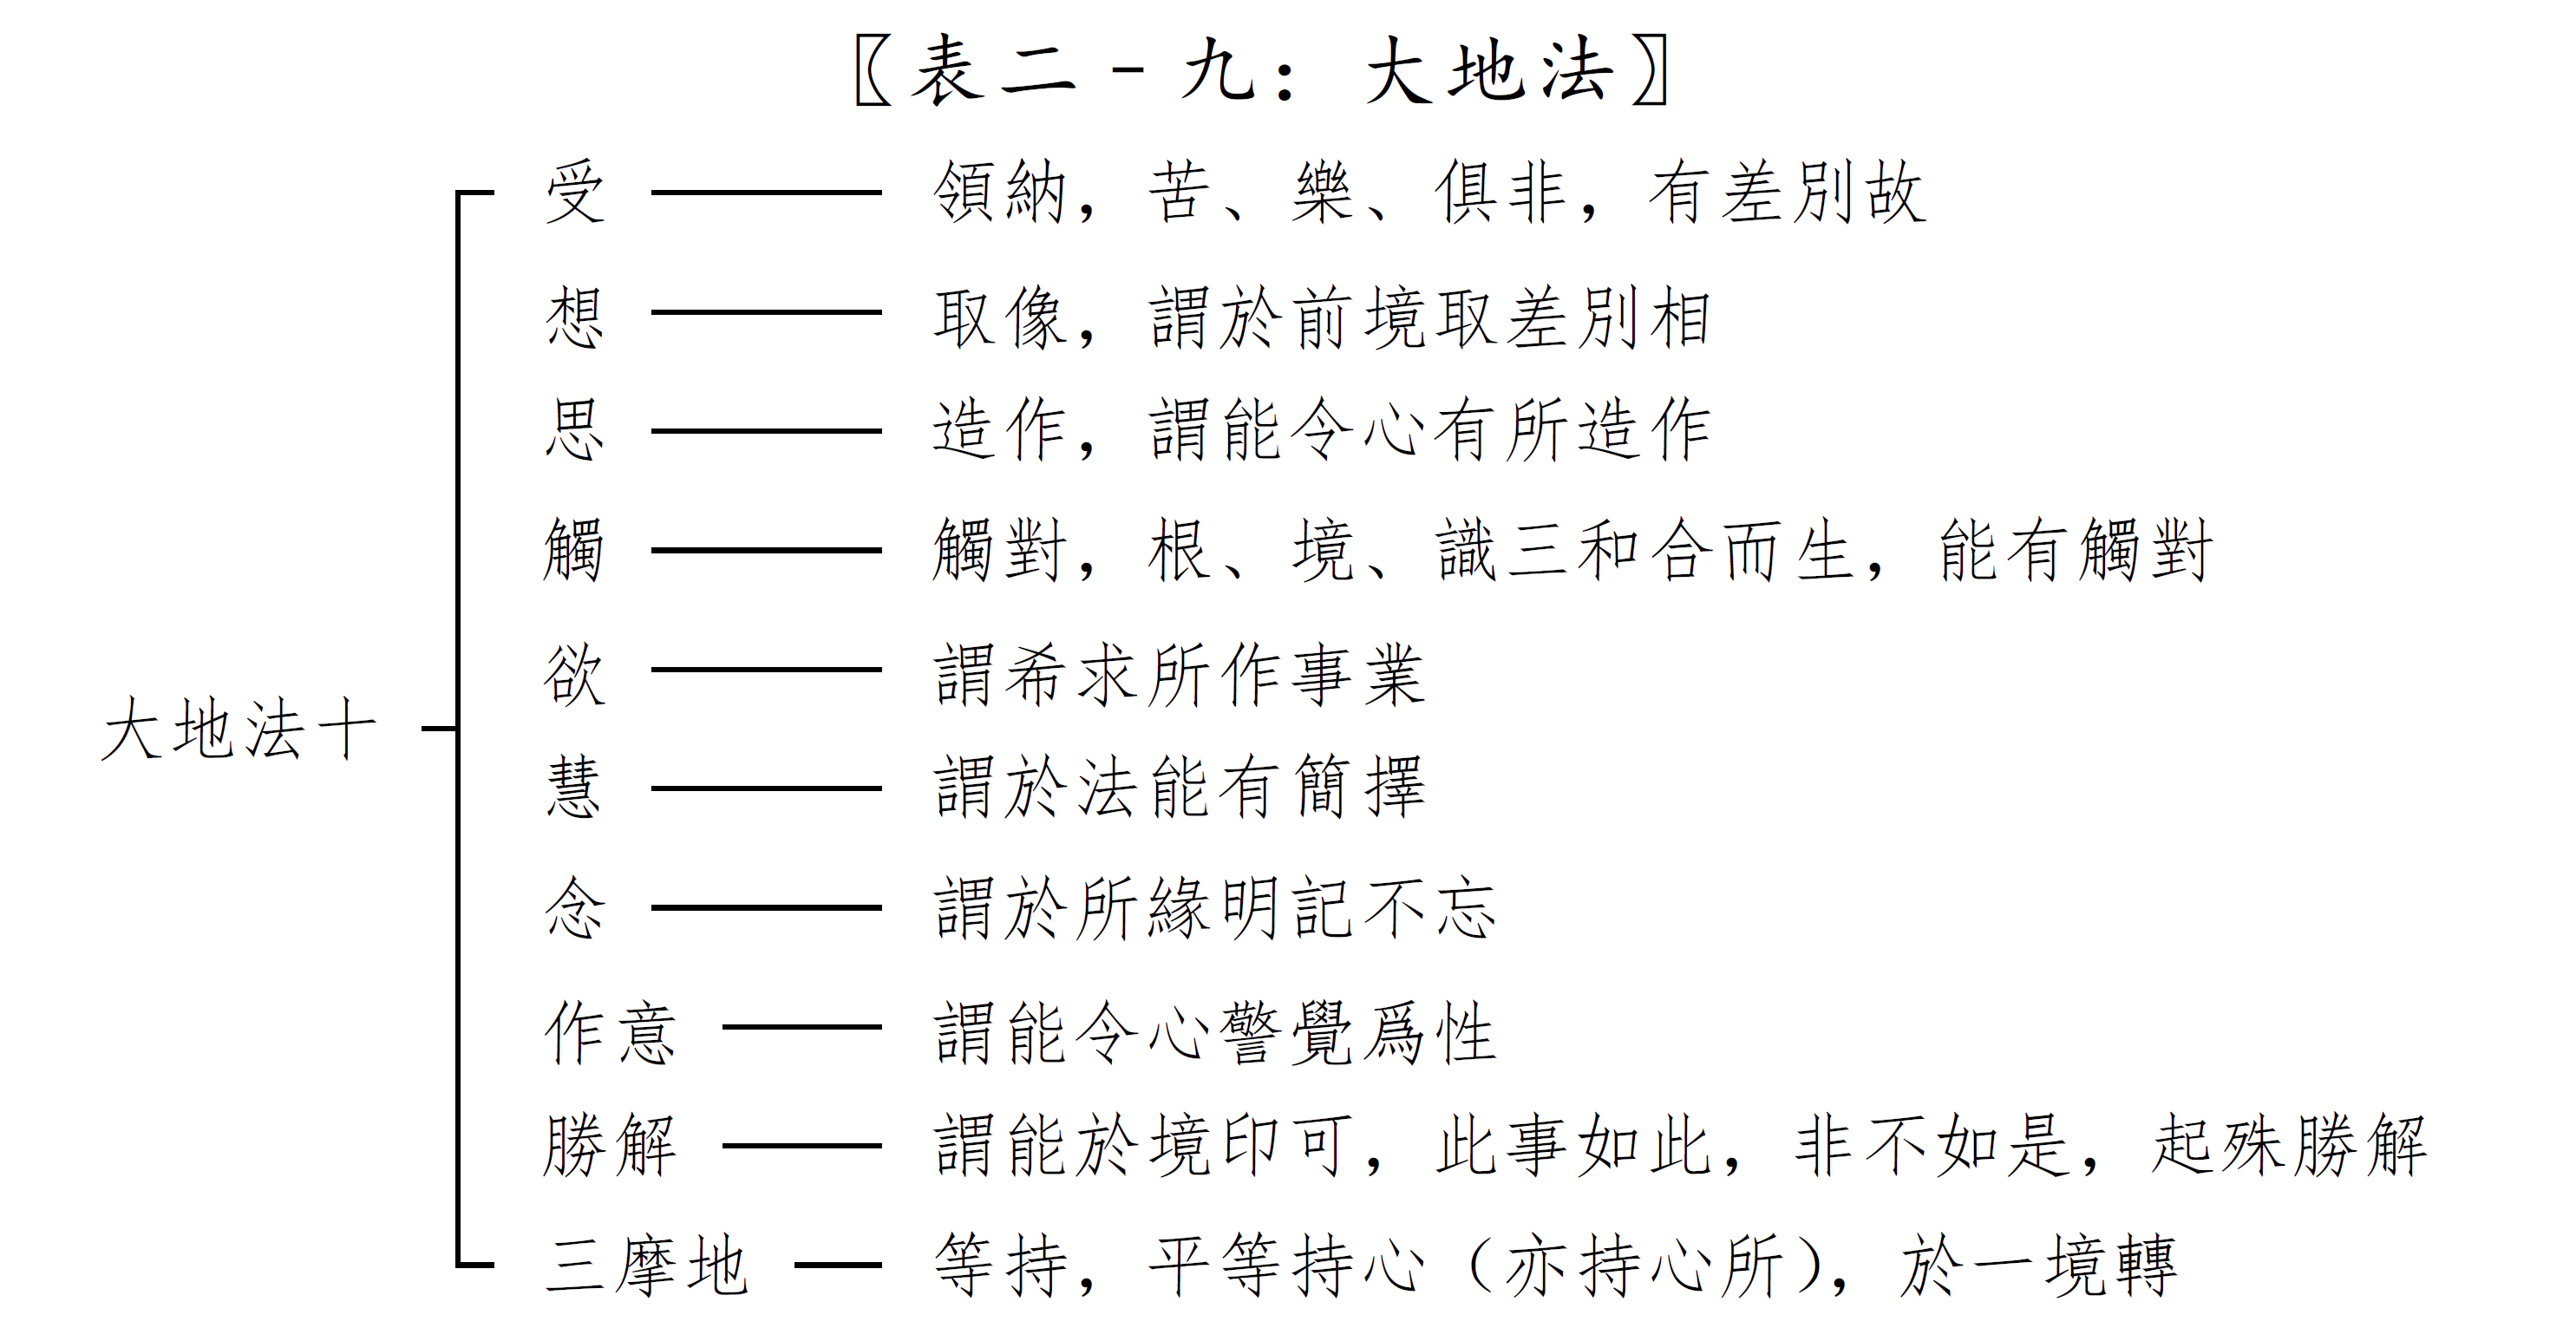 〖表二－九：大地法〗
受 領納，苦、樂、俱非，有差別故
想 取像，謂於前境取差別相
思 造作，謂能令心有所造作
觸 觸對，根、境、識三和合而生，能有觸對
欲 謂希求所作事業
大地法十
慧 謂於法能有簡擇
念 謂於所緣明記不忘
作意 謂能令心警覺爲性
勝解 謂能於境印可，此事如此，非不如是，起殊勝解
三摩地 等持，平等持心（亦持心所），於一境轉